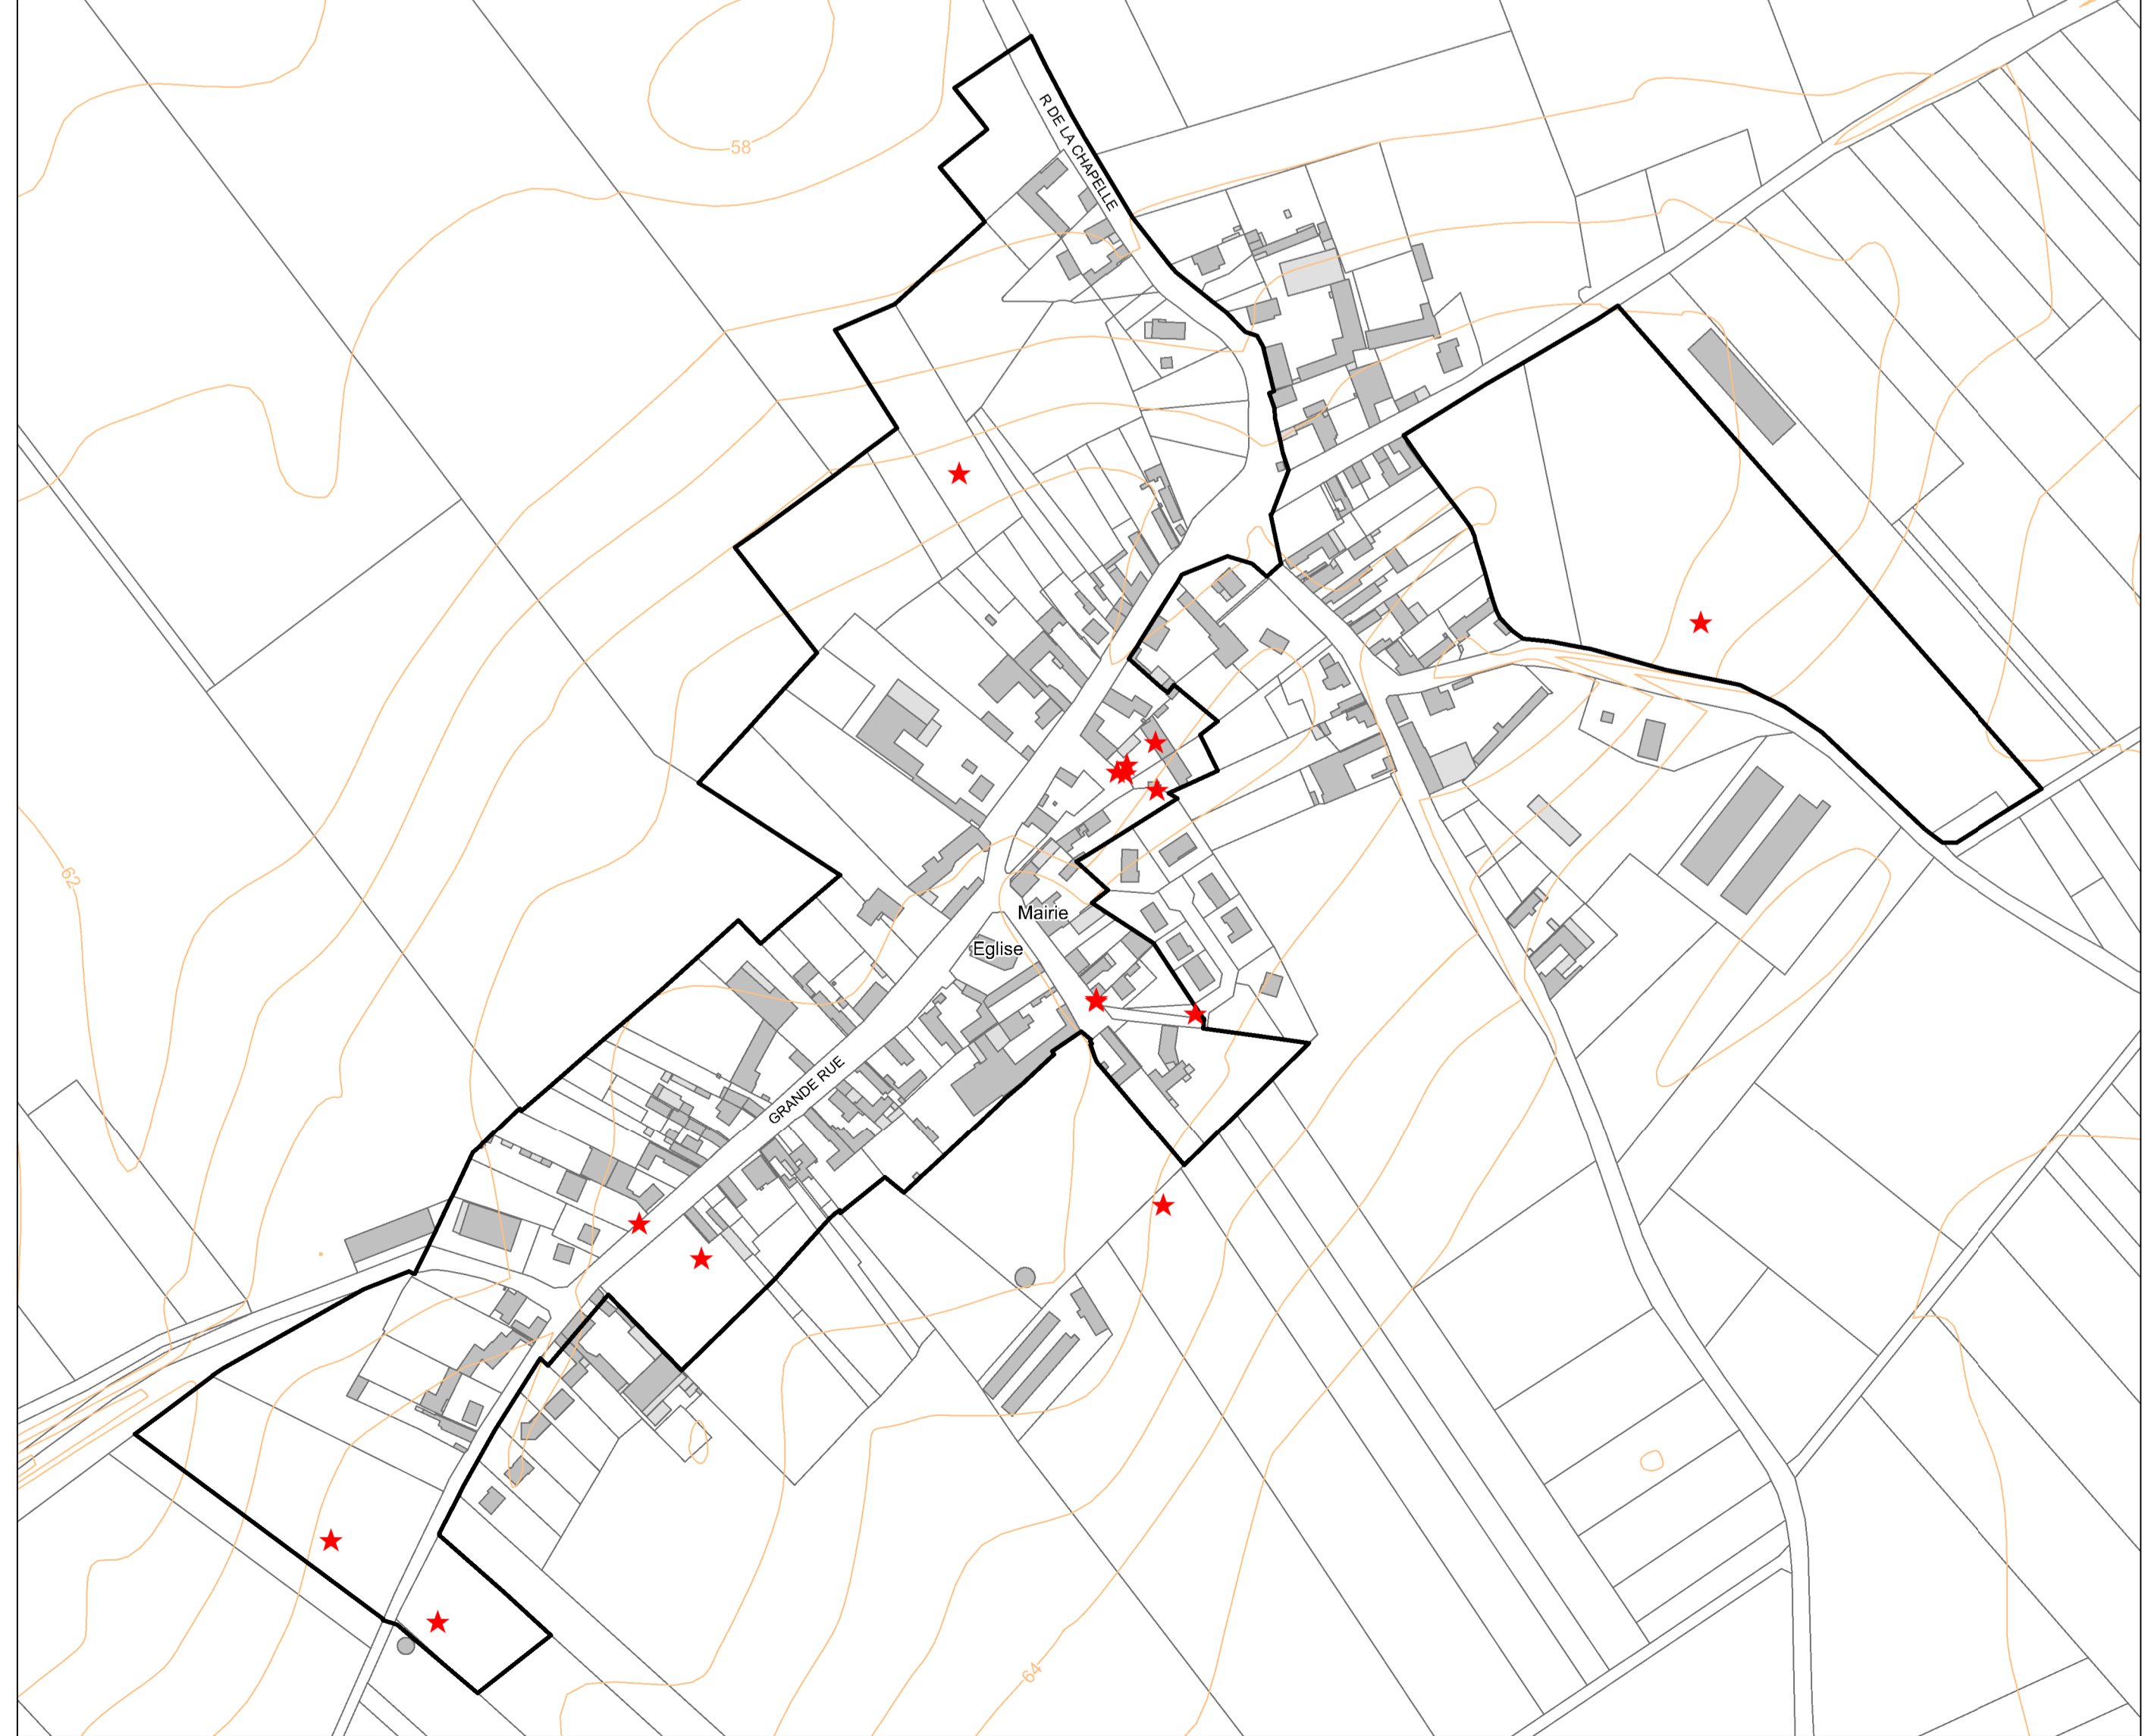 R DE LA CHAPELLE
58
62
Mairie
Eglise
GRANDE RUE
64